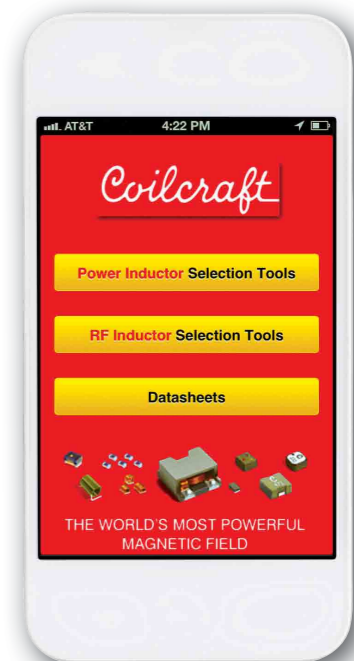 AT&T 4:22 PM
Coilcraft
Power Inductor Selection Tools
RF Inductor Selection Tools
Datasheets
THE WORLD'S MOST POWERFUL
MAGNETIC FIELD